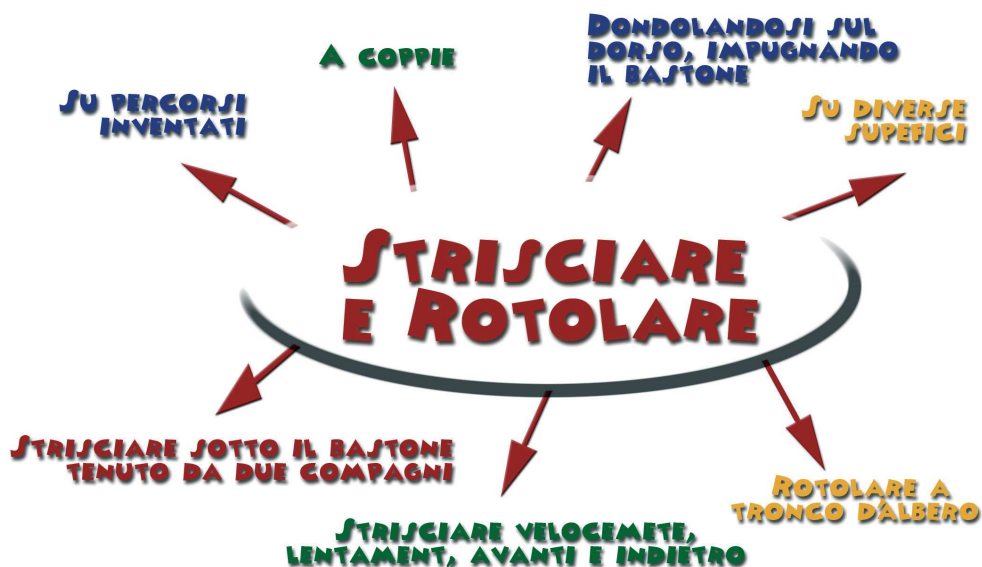 A COPPIE
DONDOLANDOSI SUL
DORSO, IMPUGNANDO
IL BASTONE
SU PERCORSI
INVENTATI
SU DIVERSE
SUPEFICI
STRISCIARE
E ROTOLARE
STRISCIARE SOTTO IL BASTONE
TENUTO DA DUE COMPAGNI
ROTOLARE A
TRONCO D'ALBERO
STRISCIARE VELOCEMETE,
LENTAMENT, AVANTI E INDIETRO